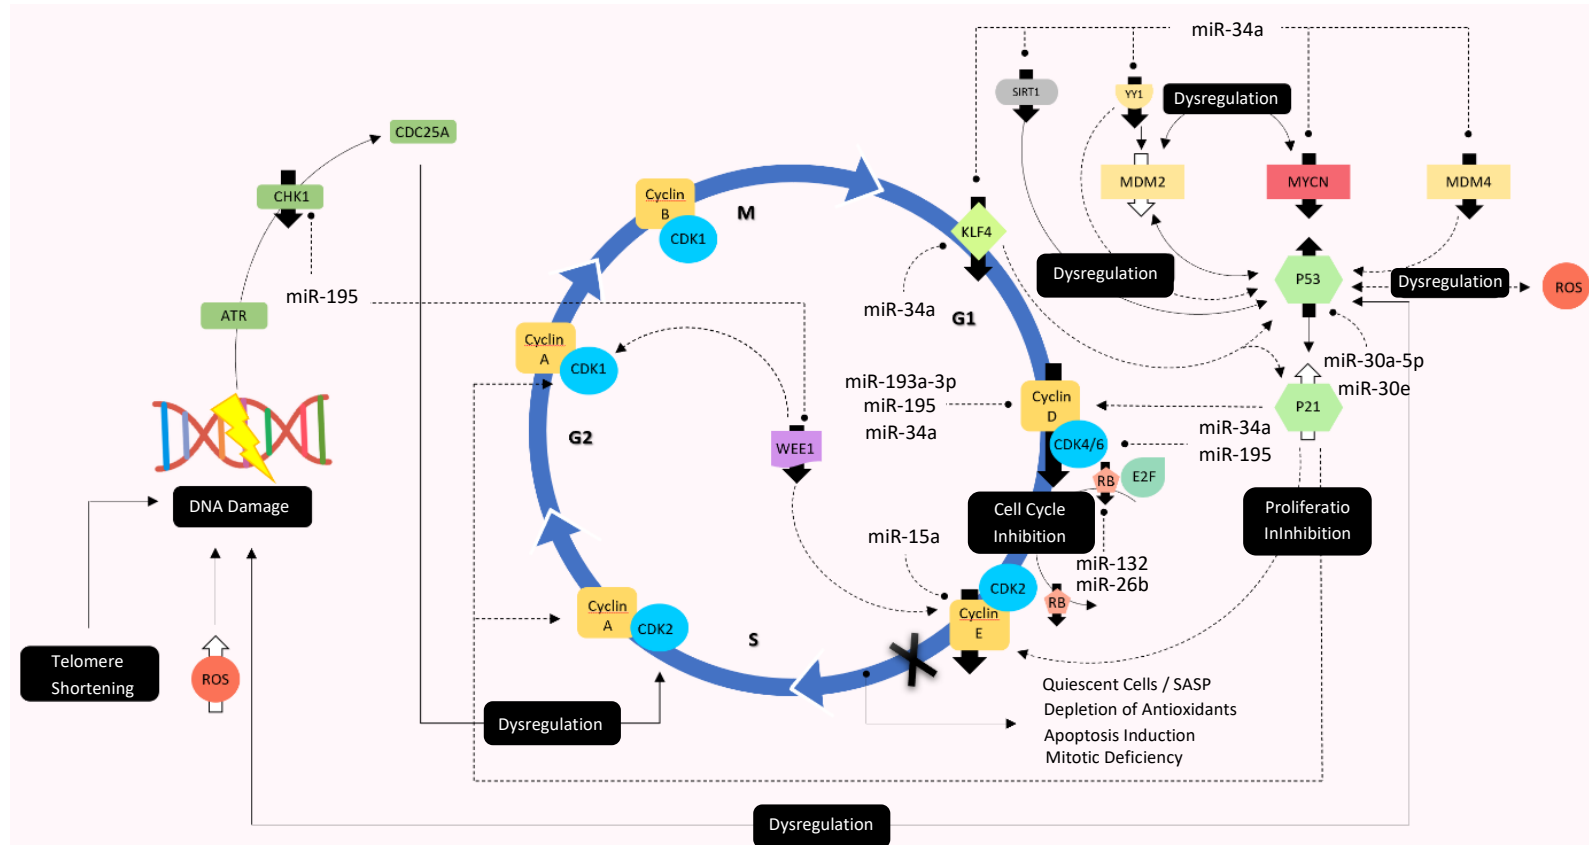 miR-34a
SIRT1
YY1
Dysregulation
CDC25A
MDM2
MYCN
MDM4
CHK1
Cyclin
B
CDK1
M
KLF4
Dysregulation
P53
Dysregulation
ROS
miR-195
miR-34a
ATR
G1
Cyclin
A
CDK1
miR-30a-5p
miR-30e
miR-193a-3p
miR-195
miR-34a
Cyclin
D
CDK4/6
P21
miR-34a
miR-195
G2
WEE1
RB
E2F
DNA Damage
Cell Cycle
Inhibition
Proliferatio
InInhibition
miR-15a
miR-132
miR-26b
CDK2
RB
Cyclin
E
Cyclin
A
CDK2
S
Telomere
Shortening
ROS
Quiescent Cells / SASP
Depletion of Antioxidants
Apoptosis Induction
Mitotic Deficiency
Dysregulation
Dysregulation